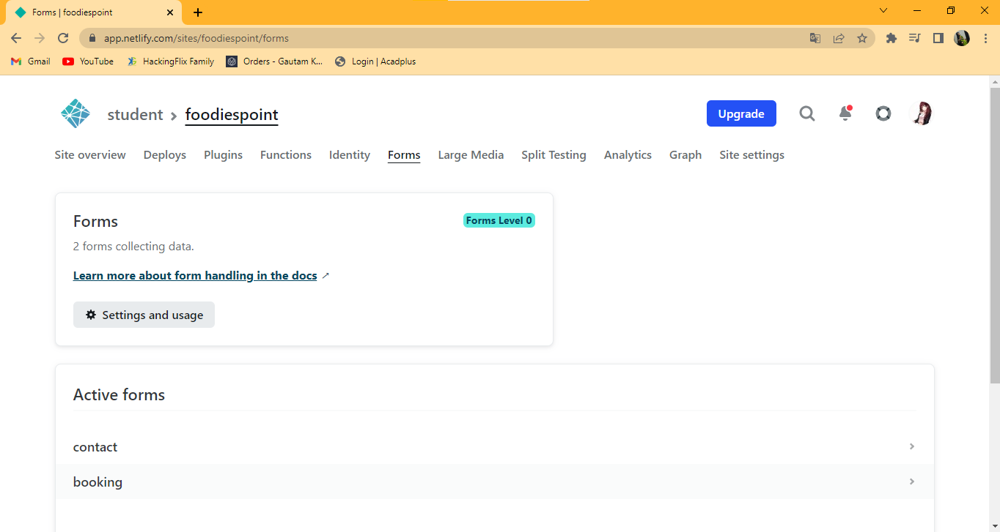 Forms | foodiespoint
app.netlify.com/sites/foodiespoint/forms
Gmail YouTube HackingFlix Family Orders - Gautam K... Login | Acadplus
student > foodiespoint Upgrade
Site overview Deploys Plugins Functions Identity Forms Large Media Split Testing Analytics Graph Site settings
Forms Forms Level 0
2 forms collecting data.
Learn more about form handling in the docs
Settings and usage
Active forms
contact
booking